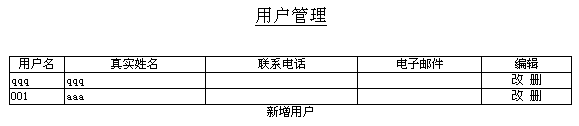 用户管理
用户名 真实姓名 联系电话 电子邮件 编辑
qqq qqq 改 删
001 aaa 改 删
新增用户